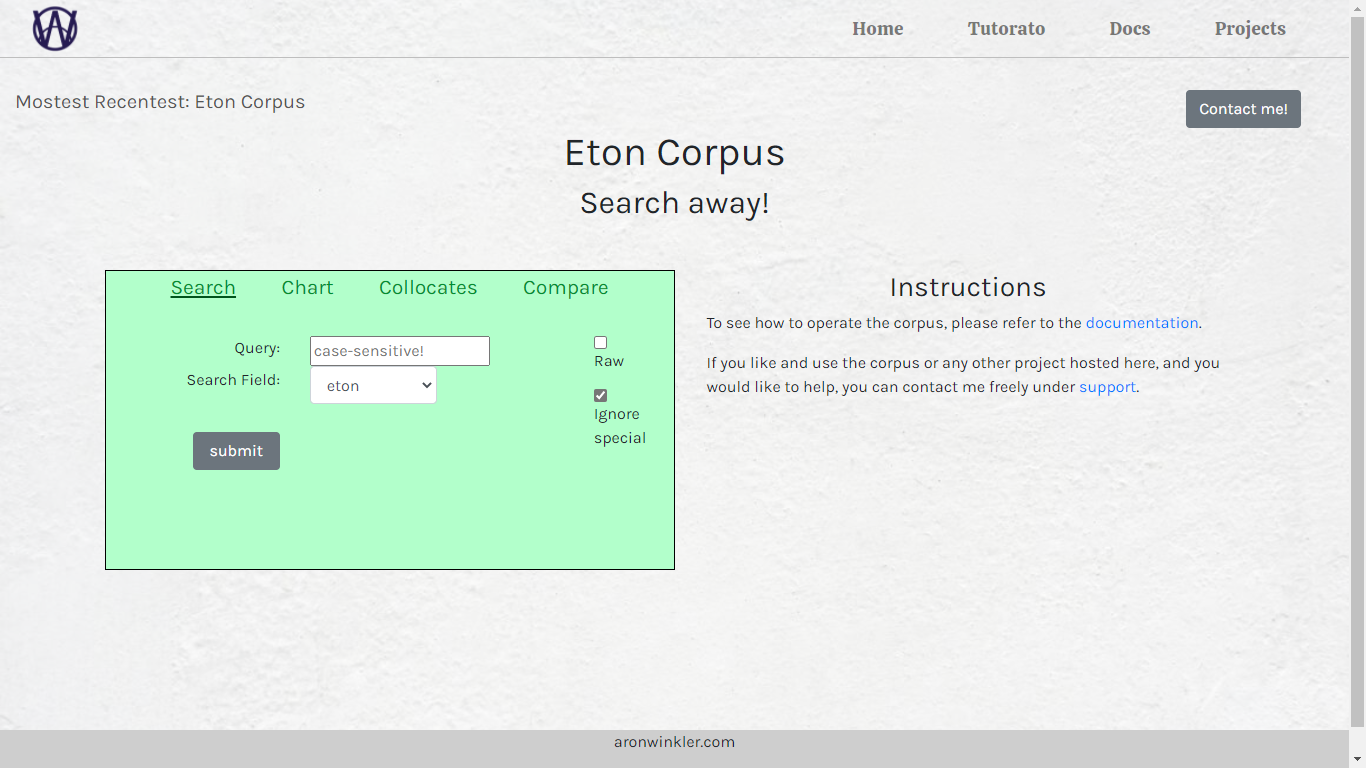 Home Tutorato Docs Projects
Mostest Recentest: Eton Corpus
Contact me!
Eton Corpus
Search away!
Search Chart Collocates Compare
Query: case-sensitive!
Search Field: eton
Raw
Ignore
special
submit
Instructions
To see how to operate the corpus, please refer to the documentation.
If you like and use the corpus or any other project hosted here, and you
would like to help, you can contact me freely under support.
aronwinkler.com